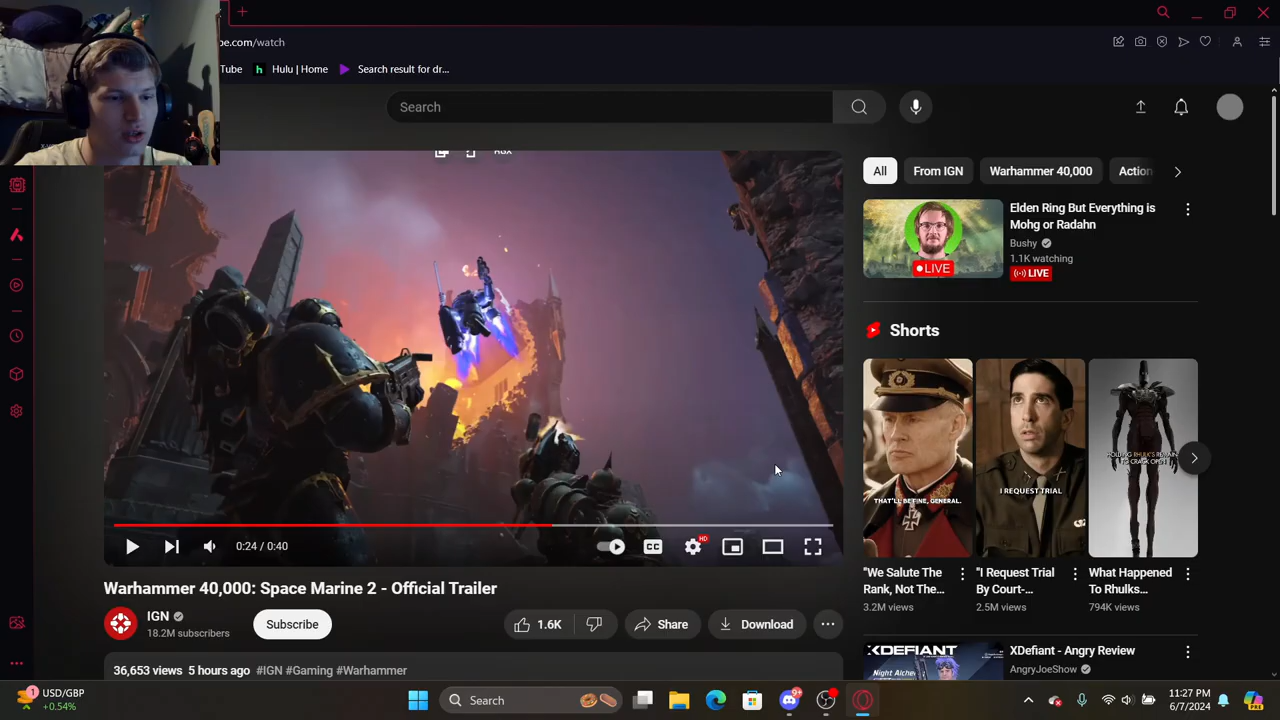 be.com/watch
Tube
Hulu | Home
Search result for dr...
Search
All
From IGN
Warhammer 40,000
Action
Elden Ring But Everything is
Mohg or Radahn
Bushy
1.1K watching
LIVE
LIVE
Shorts
THAT'LL BE FINE, GENERAL.
I REQUEST TRIAL
"We Salute The
Rank, Not The...
3.2M views
"I Request Trial
By Court-...
2.5M views
What Happened
To Rhulks...
794K views
0:24 / 0:40
CC
HD
Warhammer 40,000: Space Marine 2 - Official Trailer
IGN
18.2M subscribers
Subscribe
1.6K
Share
Download
36,653 views 5 hours ago #IGN #Gaming #Warhammer
XDEFIANT
XDefiant - Angry Review
AngryJoeShow
1
USD/GBP
+0.54%
Search
9+
11:27 PM
6/7/2024
PRE